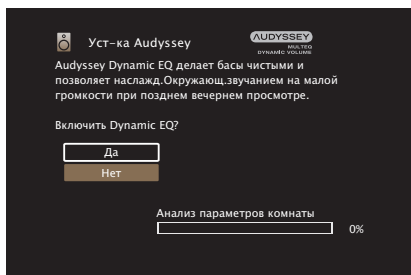 Уст-ка Audyssey
AUDYSSEY
MULTEQ
DYNAMIC VOLUME
Audyssey Dynamic EQ делает басы чистыми и
позволяет наслажд.Окружающ.звучанием на малой
громкости при позднем вечернем просмотре.
Включить Dynamic EQ?
Да
Нет
Анализ параметров комнаты
0%